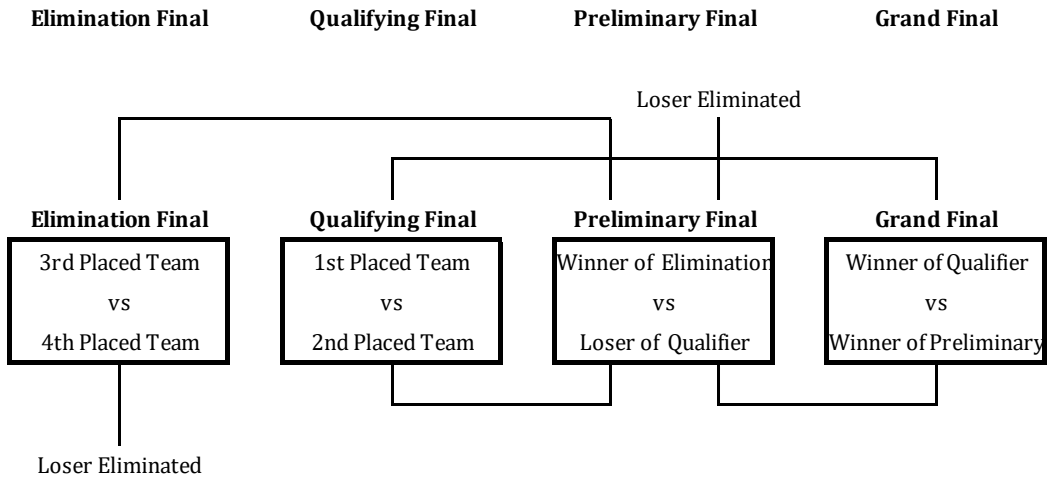 Elimination Final
Qualifying Final
Preliminary Final
Grand Final
Loser Eliminated
Elimination Final
3rd Placed Team
vs
4th Placed Team
Qualifying Final
1st Placed Team
vs
2nd Placed Team
Preliminary Final
Winner of Elimination
vs
Loser of Qualifier
Grand Final
Winner of Qualifier
vs
Winner of Preliminary
Loser Eliminated